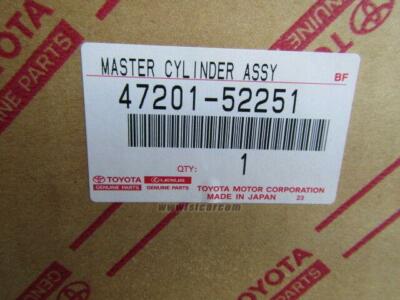 TOYOTA
GENUINE PARTS
MASTER CYLINDER ASSY
BF
47201-52251
QTY:
1
TOYOTA
GENUINE PARTS
LEXUS
GENUINE PARTS
TOYOTA MOTOR CORPORATION
MADE IN JAPAN
23
TOYOTA
GENUINE